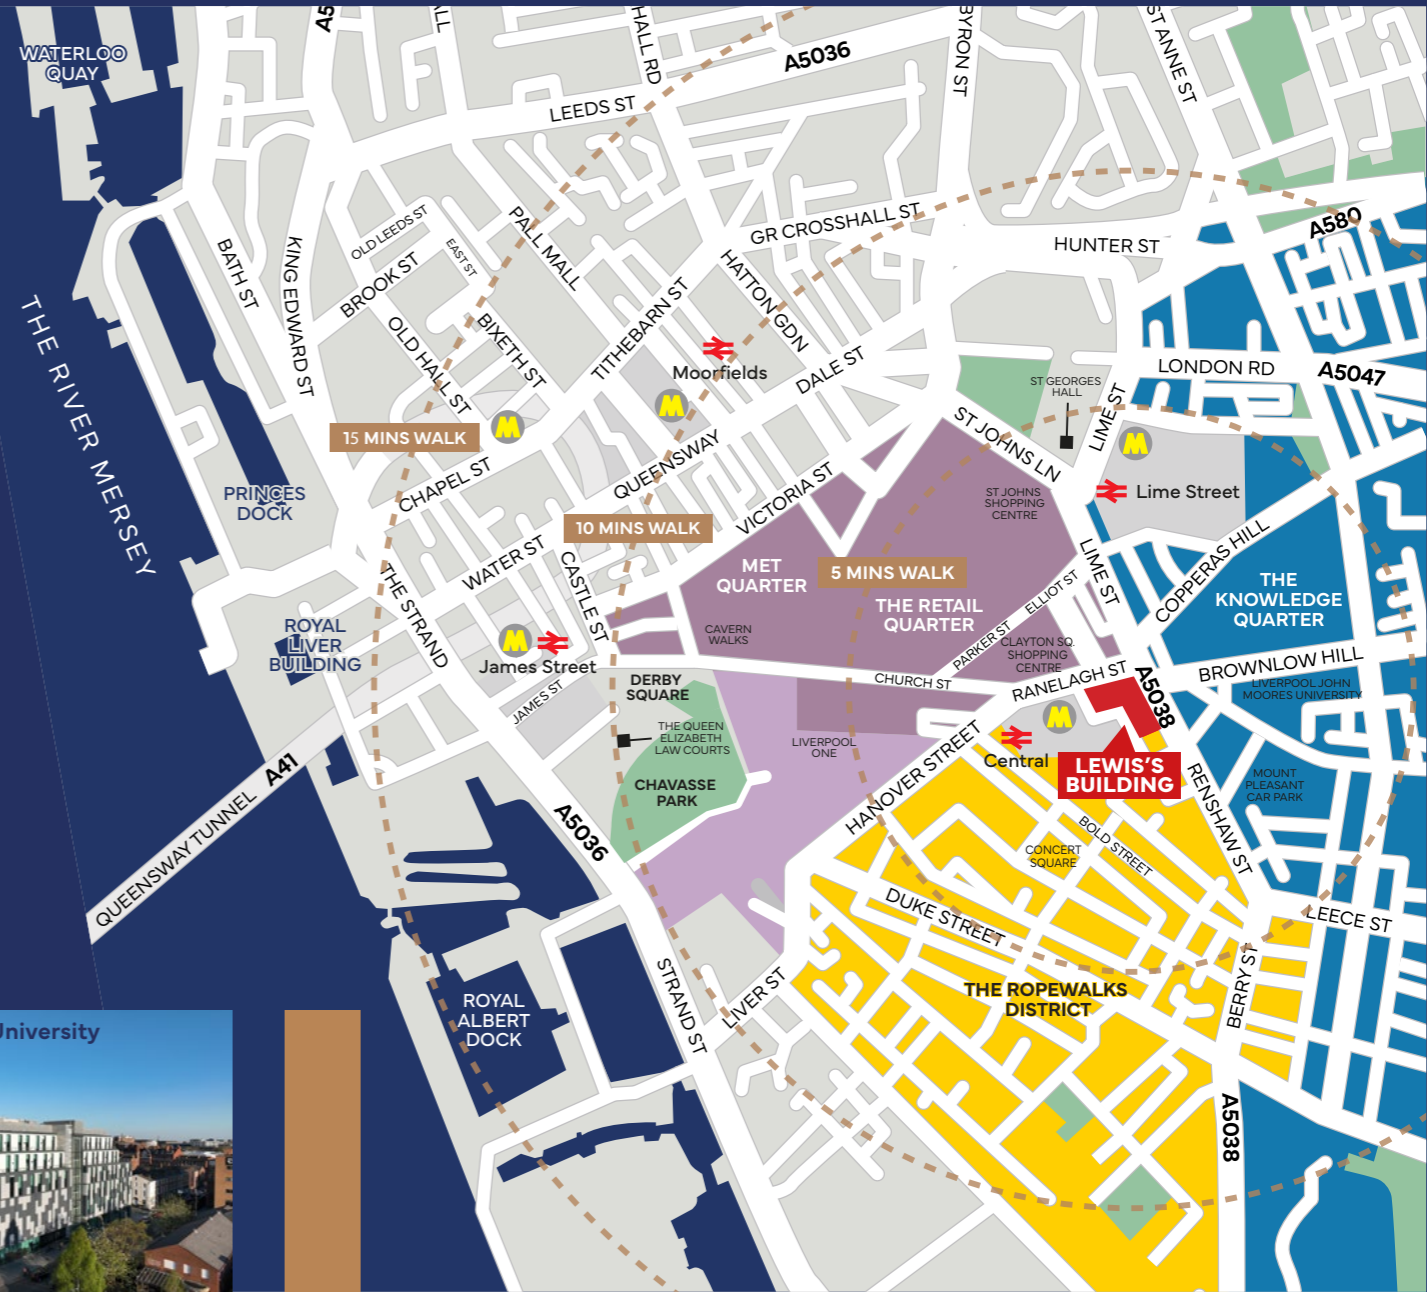 WATERLOO
QUAY
A5
ALL
HALL RD
A5036
BYRON ST
ST ANNE ST
LEEDS ST
OLD LEEDS ST
EAST ST
PALL MALL
GR CROSSHALL ST
HUNTER ST
A580
BATH ST
KING EDWARD ST
BROOK ST
HATTON GDN
THE RIVER MERSEY
OLD HALL ST
BIXETH ST
TITHEBARN ST
Moorfields
DALE ST
ST GEORGES
HALL
LIME ST
LONDON RD
A5047
15 MINS WALK
M
M
M
ST JOHNS LN
CHAPEL ST
QUEENSWAY
VICTORIA ST
ST JOHNS
SHOPPING
CENTRE
Lime Street
PRINCES
DOCK
10 MINS WALK
WATER ST
CASTLE ST
MET
QUARTER
5 MINS WALK
THE RETAIL
QUARTER
ELLIOT ST
LIME ST
COPPERAS HILL
THE
KNOWLEDGE
QUARTER
THE STRAND
ROYAL
LIVER
BUILDING
M
James Street
CAVERN
WALKS
PARKER ST
CLAYTON SQ.
SHOPPING
CENTRE
BROWNLOW HILL
JAMES ST
DERBY
SQUARE
CHURCH ST
RANELAGH ST
A5038
LIVERPOOL JOHN
MOORES UNIVERSITY
THE QUEEN
ELIZABETH
LAW COURTS
LIVERPOOL
ONE
M
Central
LEWIS'S
BUILDING
A41
QUEENSWAY TUNNEL
CHAVASSE
PARK
HANOVER STREET
RENSHAW ST
MOUNT
PLEASANT
CAR PARK
A5036
BOLD STREET
CONCERT
SQUARE
DUKE STREET
LEECE ST
STRAND ST
LIVER ST
THE ROPEWALKS
DISTRICT
BERRY ST
ROYAL
ALBERT
DOCK
University
A5038